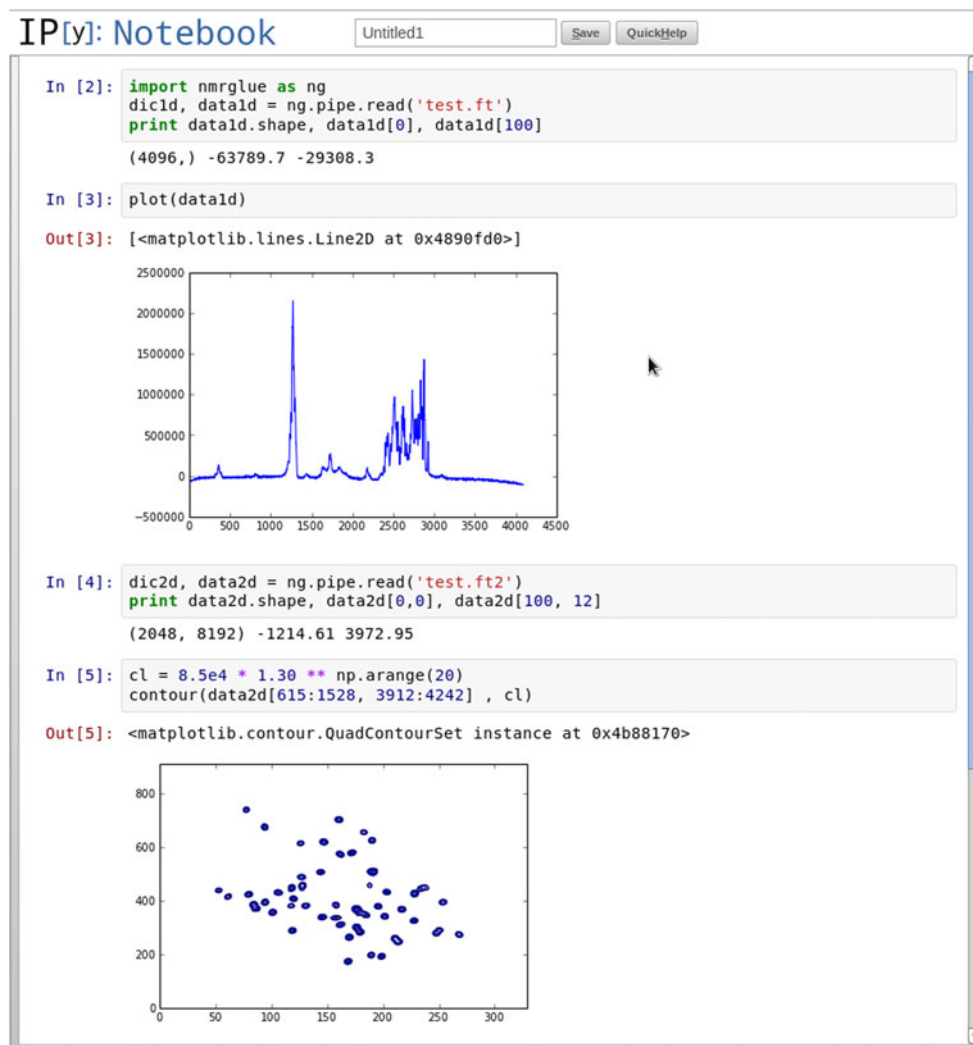 IP[y]: Notebook
Untitled1
Save
QuickHelp
In [2]: import nmrglue as ng
dic1d, data1d = ng.pipe.read('test.ft')
print data1d.shape, data1d[0], data1d[100]
(4096,) -63789.7 -29308.3
In [3]: plot(data1d)
Out[3]: [<matplotlib.lines.Line2D at 0x4890fd0>]
2500000
2000000
1500000
1000000
500000
0
−500000
0 500 1000 1500 2000 2500 3000 3500 4000 4500
In [4]: dic2d, data2d = ng.pipe.read('test.ft2')
print data2d.shape, data2d[0,0], data2d[100, 12]
(2048, 8192) -1214.61 3972.95
In [5]: cl = 8.5e4 * 1.30 ** np.arange(20)
contour(data2d[615:1528, 3912:4242] , cl)
Out[5]: <matplotlib.contour.QuadContourSet instance at 0x4b88170>
800
600
400
200
0
0 50 100 150 200 250 300